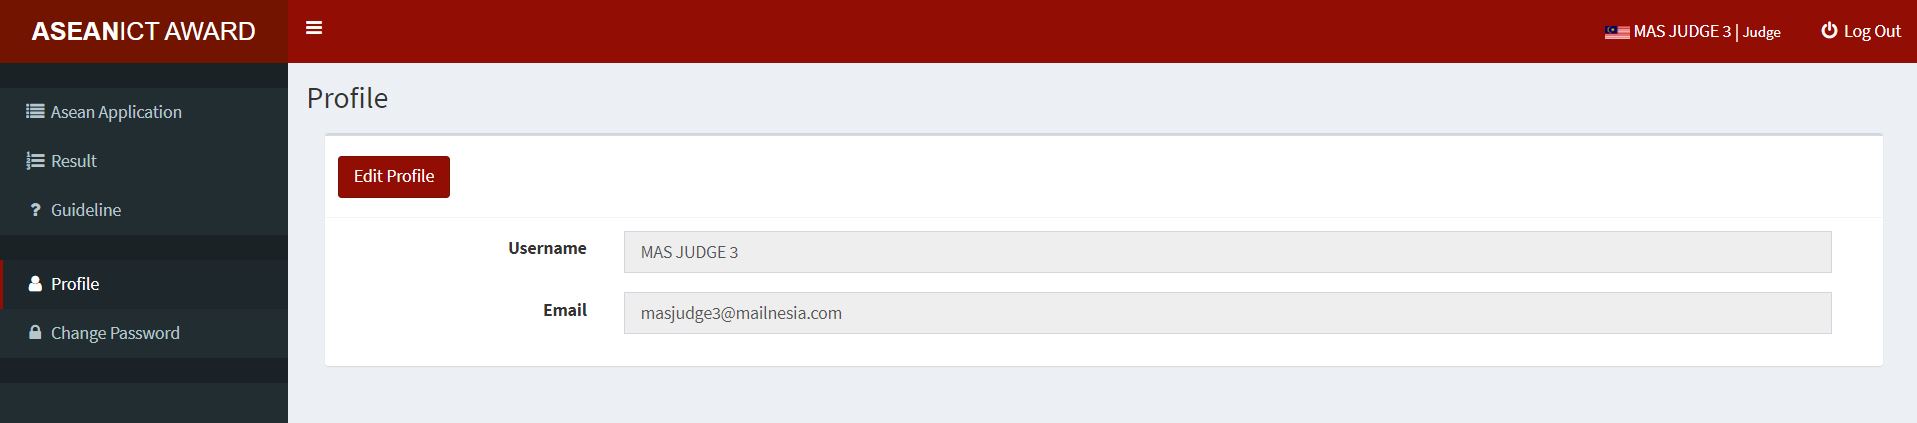 ASEANICT AWARD
MAS JUDGE 3 | Judge
Log Out
Asean Application
Result
? Guideline
Profile
Change Password
Profile
Edit Profile
Username
MAS JUDGE 3
Email
masjudge3@mailnesia.com